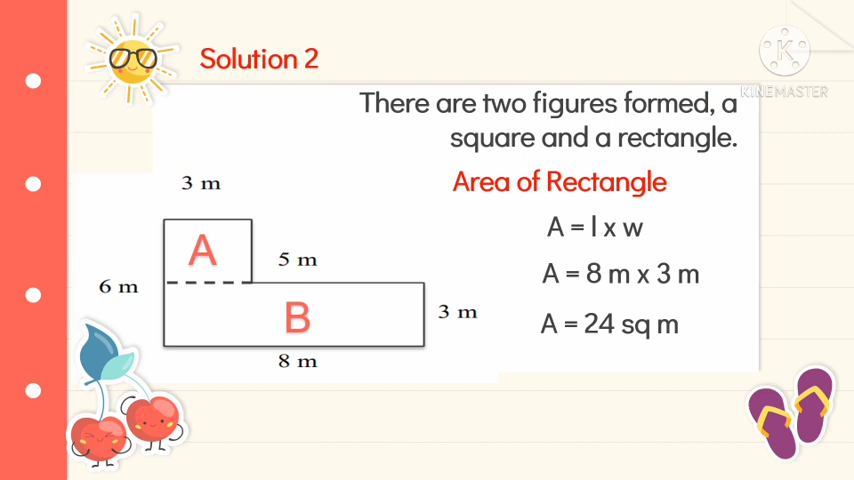 Solution 2
K
KINEMASTER
There are two figures formed, a
square and a rectangle.
3 m
Area of Rectangle
A = l x w
A
5 m
A = 8 m x 3 m
6 m
B
3 m
A = 24 sq m
8 m